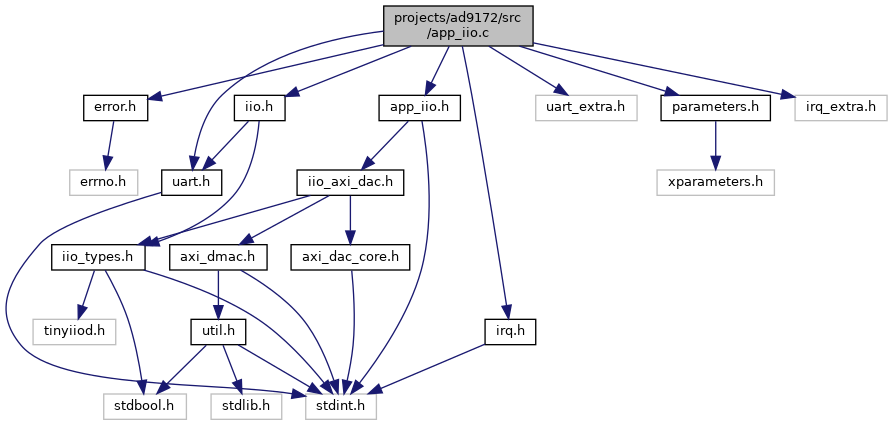 projects/ad9172/src
/app_iio.c
error.h
iio.h
app_iio.h
uart_extra.h
parameters.h
irq_extra.h
errno.h
uart.h
iio_axi_dac.h
xparameters.h
iio_types.h
axi_dmac.h
axi_dac_core.h
tinyiiod.h
util.h
irq.h
stdbool.h
stdlib.h
stdint.h